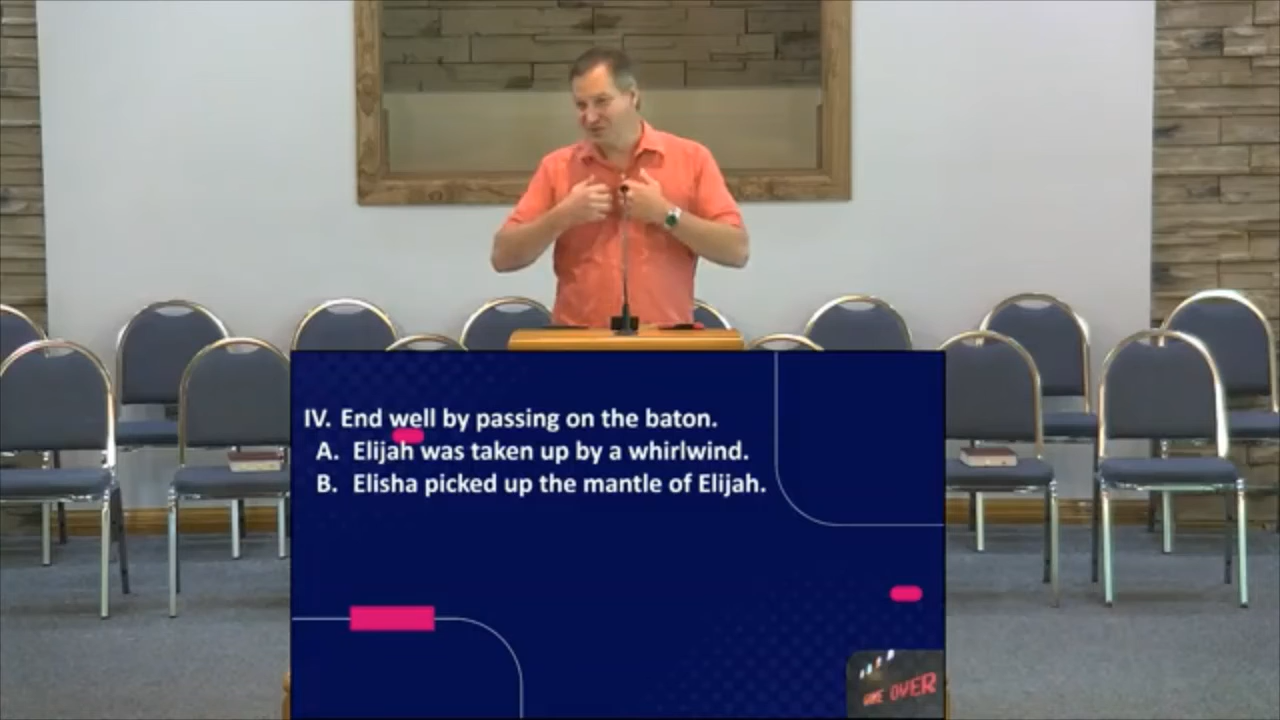 IV. End well by passing on the baton.
A. Elijah was taken up by a whirlwind.
B. Elisha picked up the mantle of Elijah.
OVER